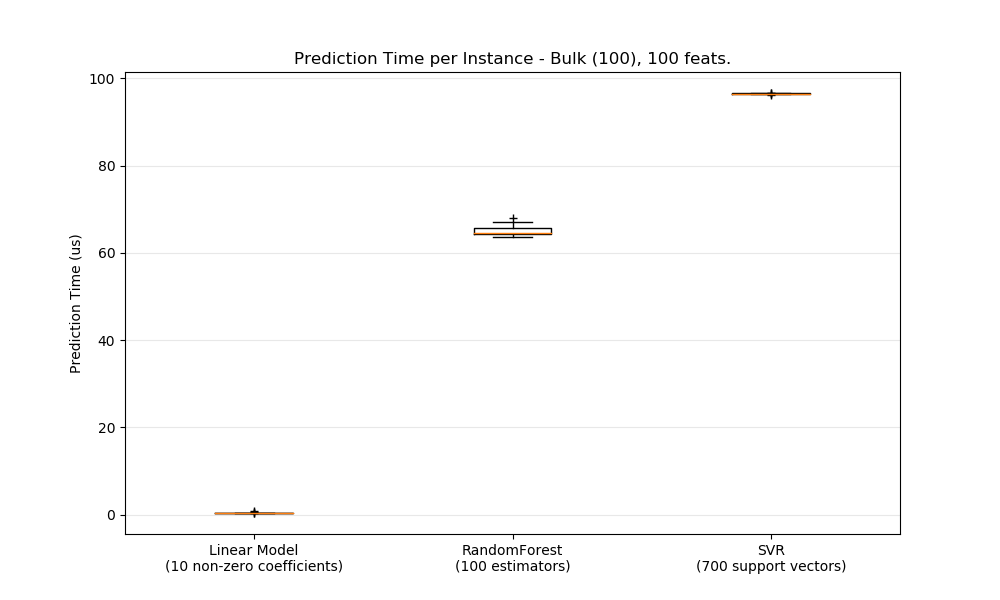 Prediction Time per Instance - Bulk (100), 100 feats.
100
80
60
40
20
0
Prediction Time (us)
Linear Model
(10 non-zero coefficients)
RandomForest
(100 estimators)
SVR
(700 support vectors)